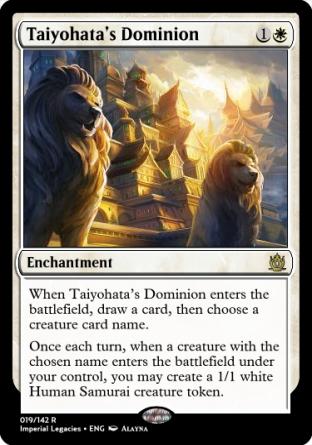 Taiyohata's Dominion 1
Enchantment
When Taiyohata's Dominion enters the
battlefield, draw a card, then choose a
creature card name.
Once each turn, when a creature with the
chosen name enters the battlefield under
your control, you may create a 1/1 white
Human Samurai creature token.
019/142 R
Imperial Legacies • ENG Alayna